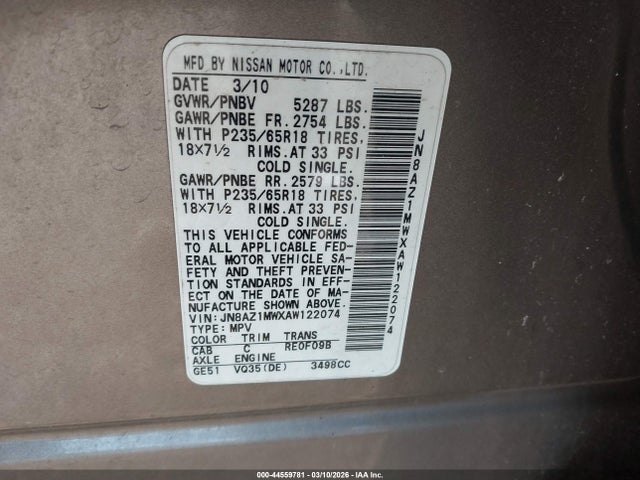 MFD BY NISSAN MOTOR CO.,LTD.
DATE 3/10
GVWR/PNBV 5287 LBS.
GAWR/PNBE FR. 2754 LBS.
WITH P235/65R18 TIRES,
18×7½ RIMS. AT 33 PSI
COLD SINGLE.
GAWR/PNBE RR. 2579 LBS.
WITH P235/65R18 TIRES,
18×7½ RIMS. AT 33 PSI
COLD SINGLE.
THIS VEHICLE CONFORMS
TO ALL APPLICABLE FED-
ERAL MOTOR VEHICLE SA-
FETY AND THEFT PREVEN-
TION STANDARDS IN EFF-
ECT ON THE DATE OF MA-
NUFACTURE SHOWN ABOVE.
VIN: JN8AZ1MWXAW122074
TYPE: MPV
COLOR TRIM TRANS
CAB C RE0F09B
AXLE ENGINE
GE51 VQ35(DE) 3498CC
JN8AZ1MWXAW122074
000-44559781 - 03/10/2026 - IAA Inc.